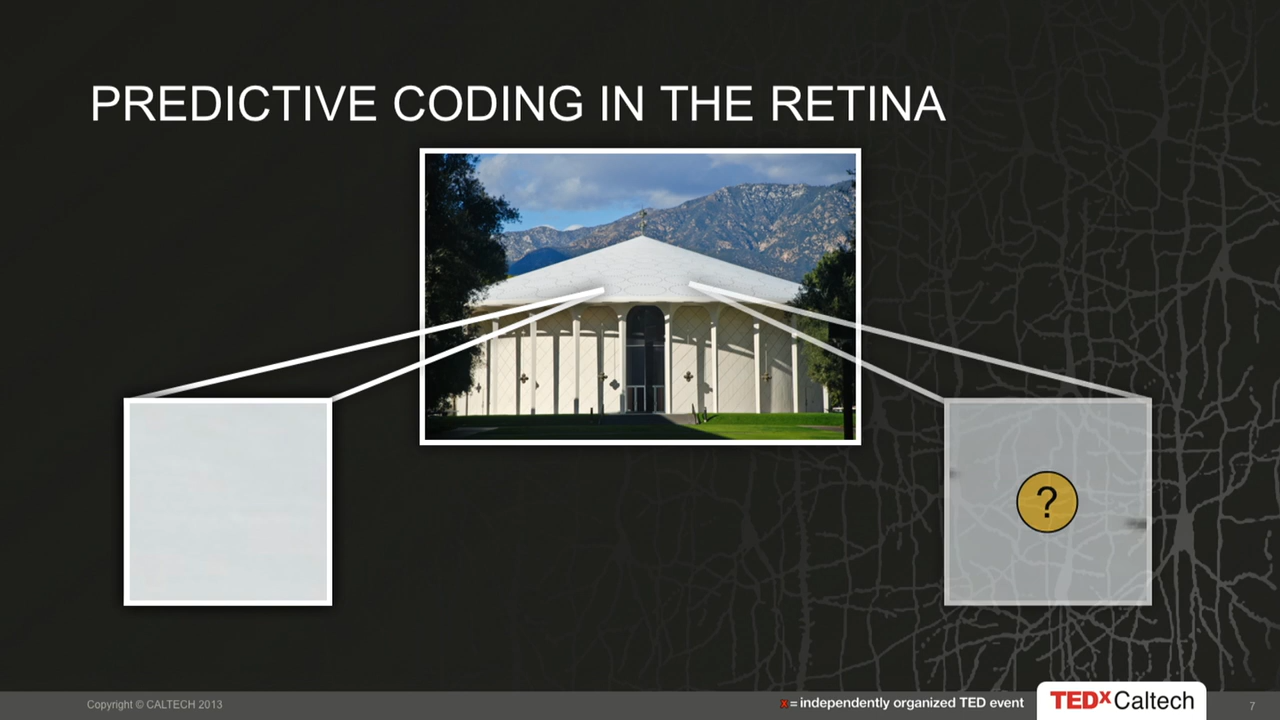 PREDICTIVE CODING IN THE RETINA
?
Copyright © CALTECH 2013
x = independently organized TED event
TEDxCaltech
7